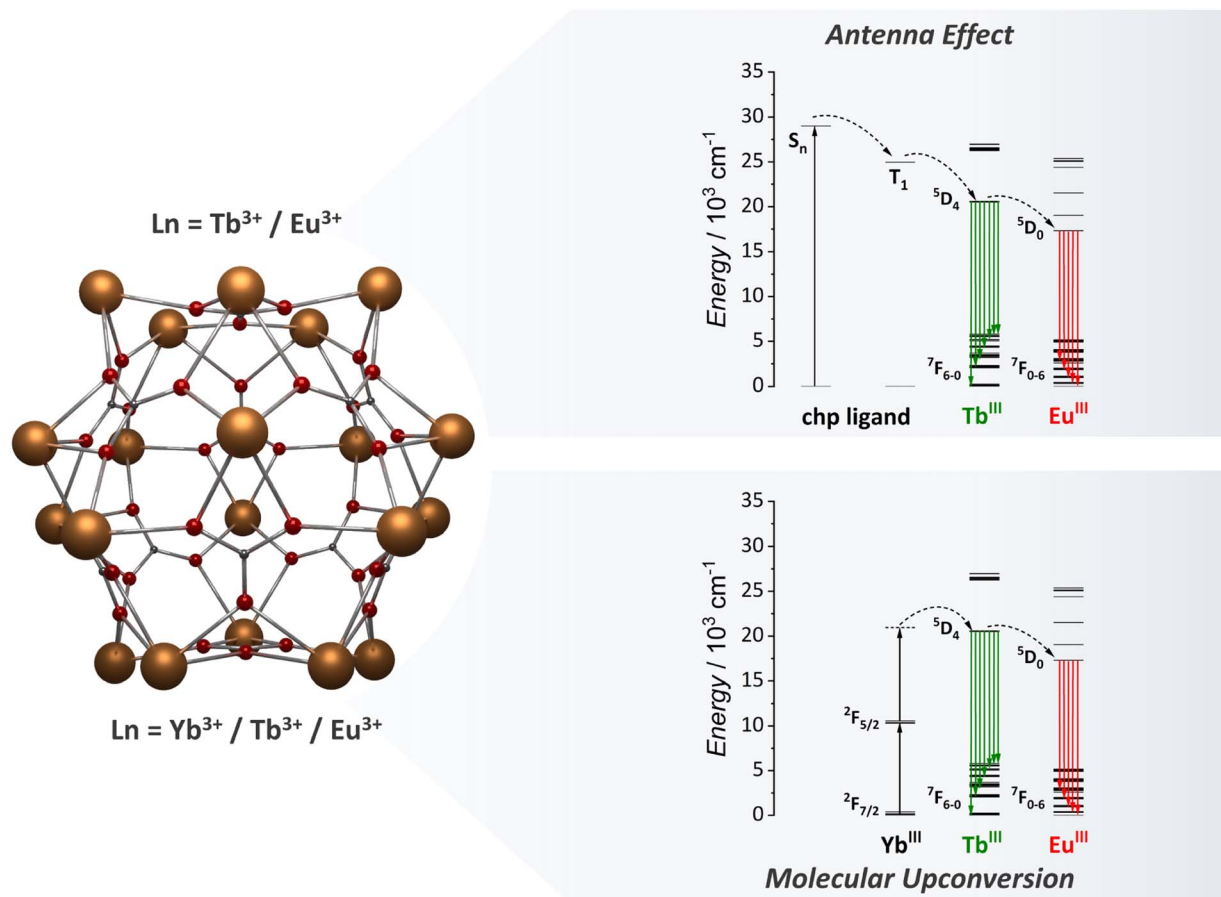 Antenna Effect
Ln = Tb³⁺ / Eu³⁺
Energy / 10³ cm⁻¹
35
30
25
20
15
10
5
0
Sₙ
T₁
⁵D₄
⁵D₀
⁷F₆₋₀
⁷F₀₋₆
chp ligand
Tbᴵᴵᴵ
Euᴵᴵᴵ
Ln = Yb³⁺ / Tb³⁺ / Eu³⁺
Energy / 10³ cm⁻¹
35
30
25
20
15
10
5
0
⁵D₄
⁵D₀
²F₅/₂
²F₇/₂
⁷F₆₋₀
⁷F₀₋₆
Ybᴵᴵᴵ
Tbᴵᴵᴵ
Euᴵᴵᴵ
Molecular Upconversion